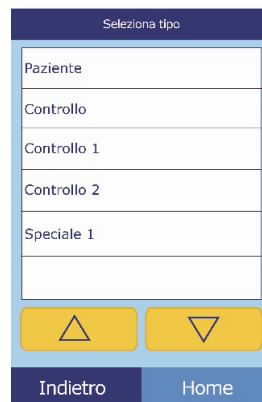 Seleziona tipo
Paziente
Controllo
Controllo 1
Controllo 2
Speciale 1
Indietro Home